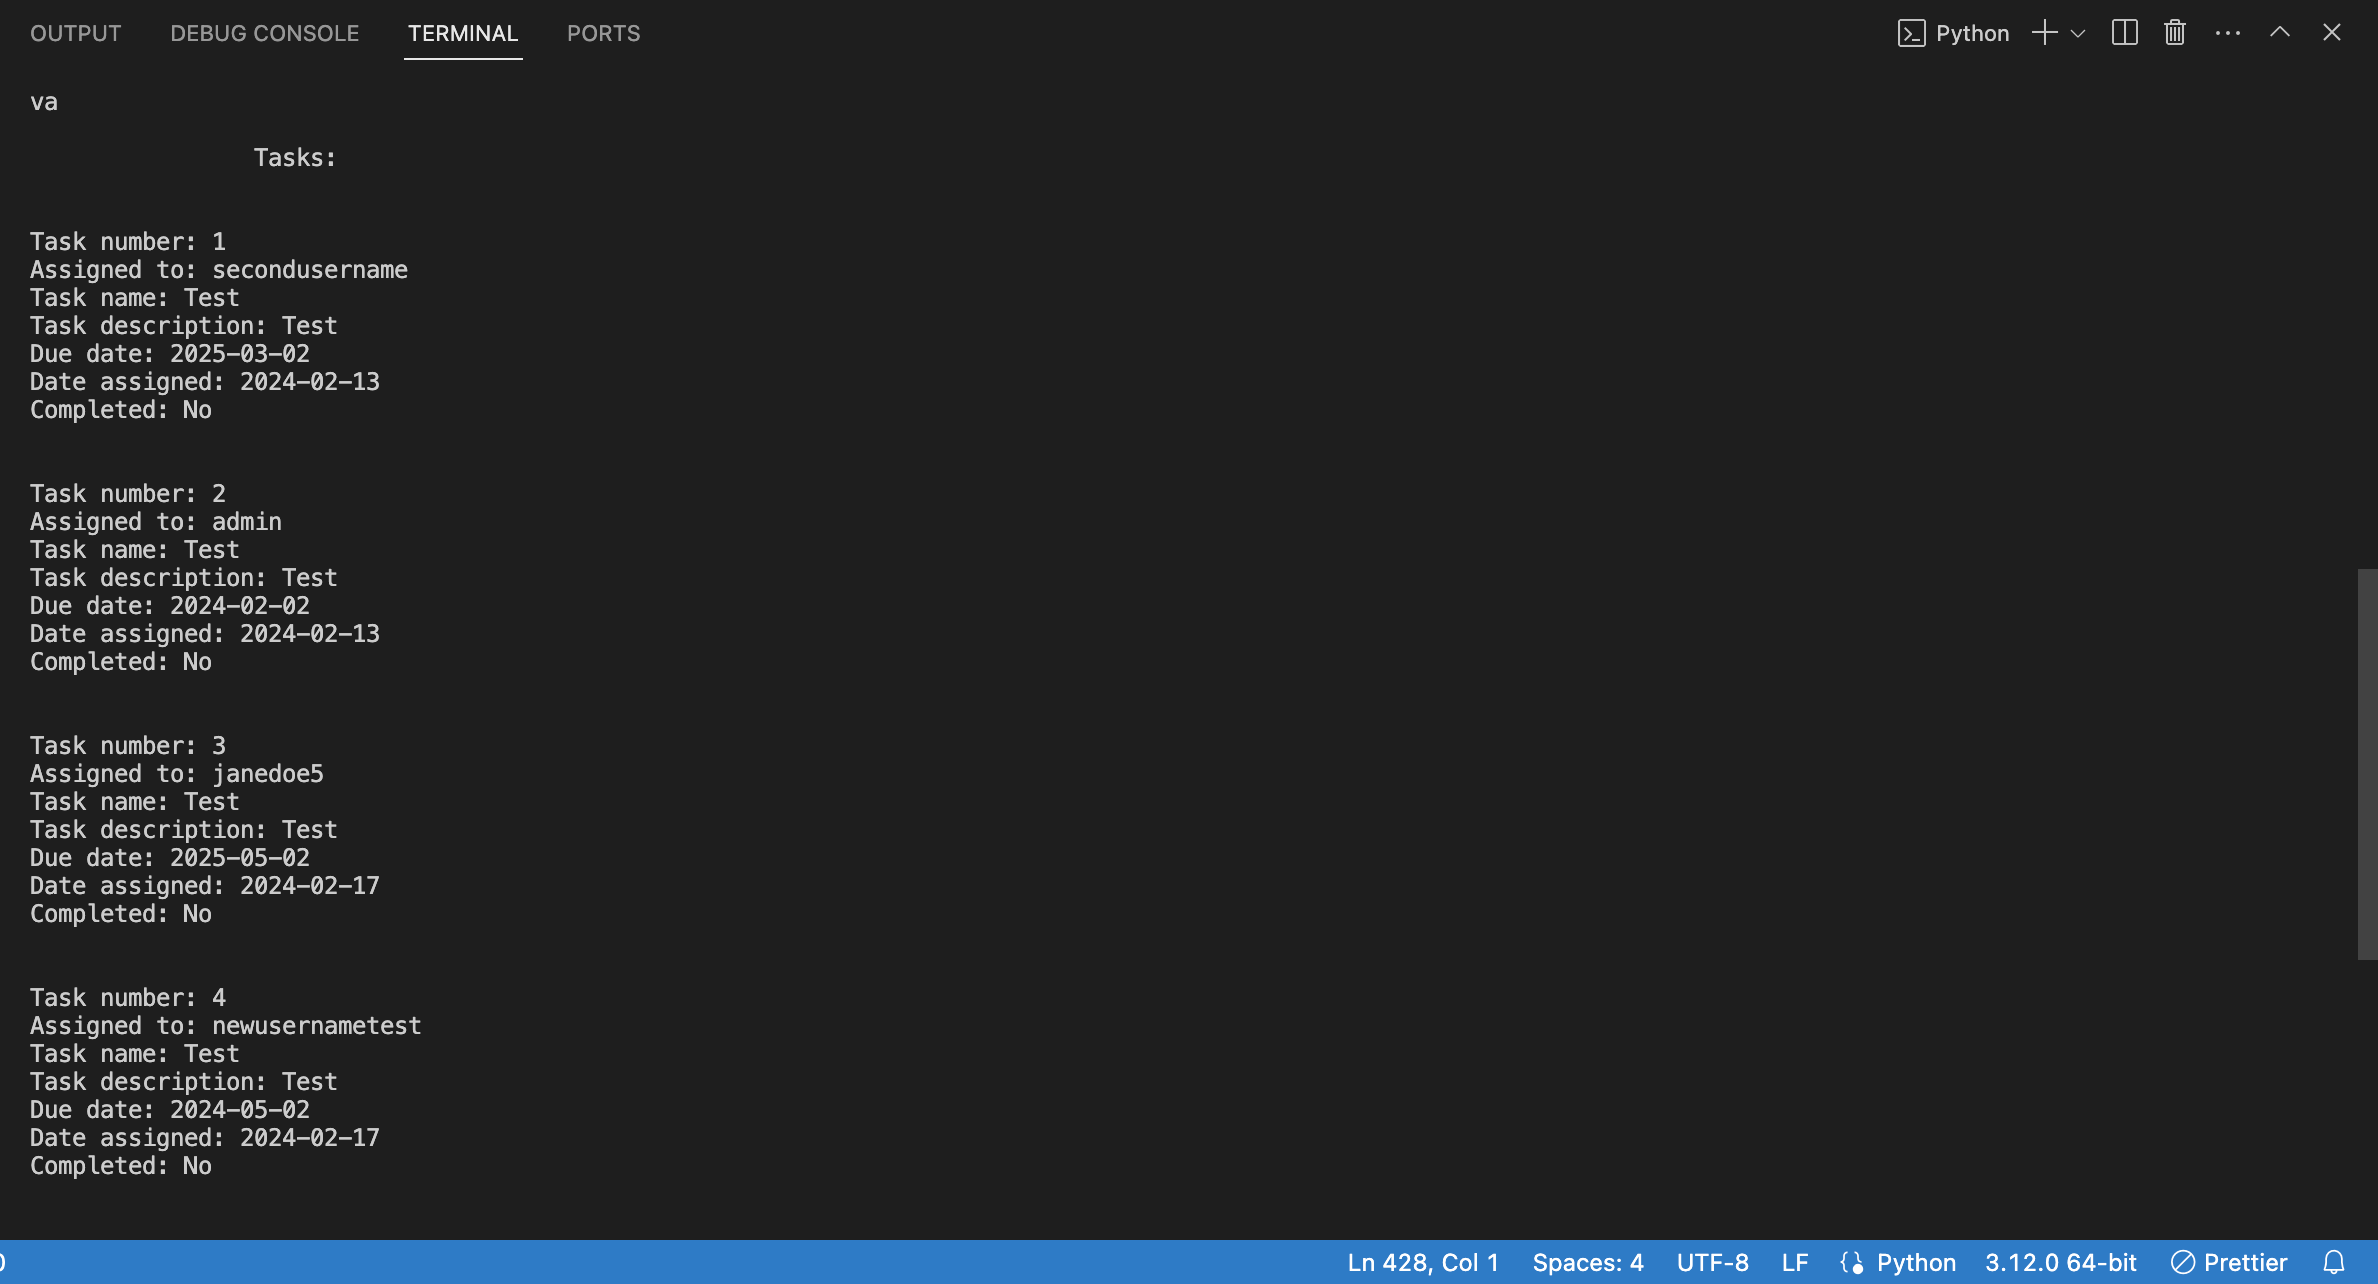 OUTPUT DEBUG CONSOLE TERMINAL PORTS Python
va
Tasks:
Task number: 1
Assigned to: secondusername
Task name: Test
Task description: Test
Due date: 2025-03-02
Date assigned: 2024-02-13
Completed: No
Task number: 2
Assigned to: admin
Task name: Test
Task description: Test
Due date: 2024-02-02
Date assigned: 2024-02-13
Completed: No
Task number: 3
Assigned to: janedoe5
Task name: Test
Task description: Test
Due date: 2025-05-02
Date assigned: 2024-02-17
Completed: No
Task number: 4
Assigned to: newusernametest
Task name: Test
Task description: Test
Due date: 2024-05-02
Date assigned: 2024-02-17
Completed: No
Ln 428, Col 1 Spaces: 4 UTF-8 LF Python 3.12.0 64-bit Prettier